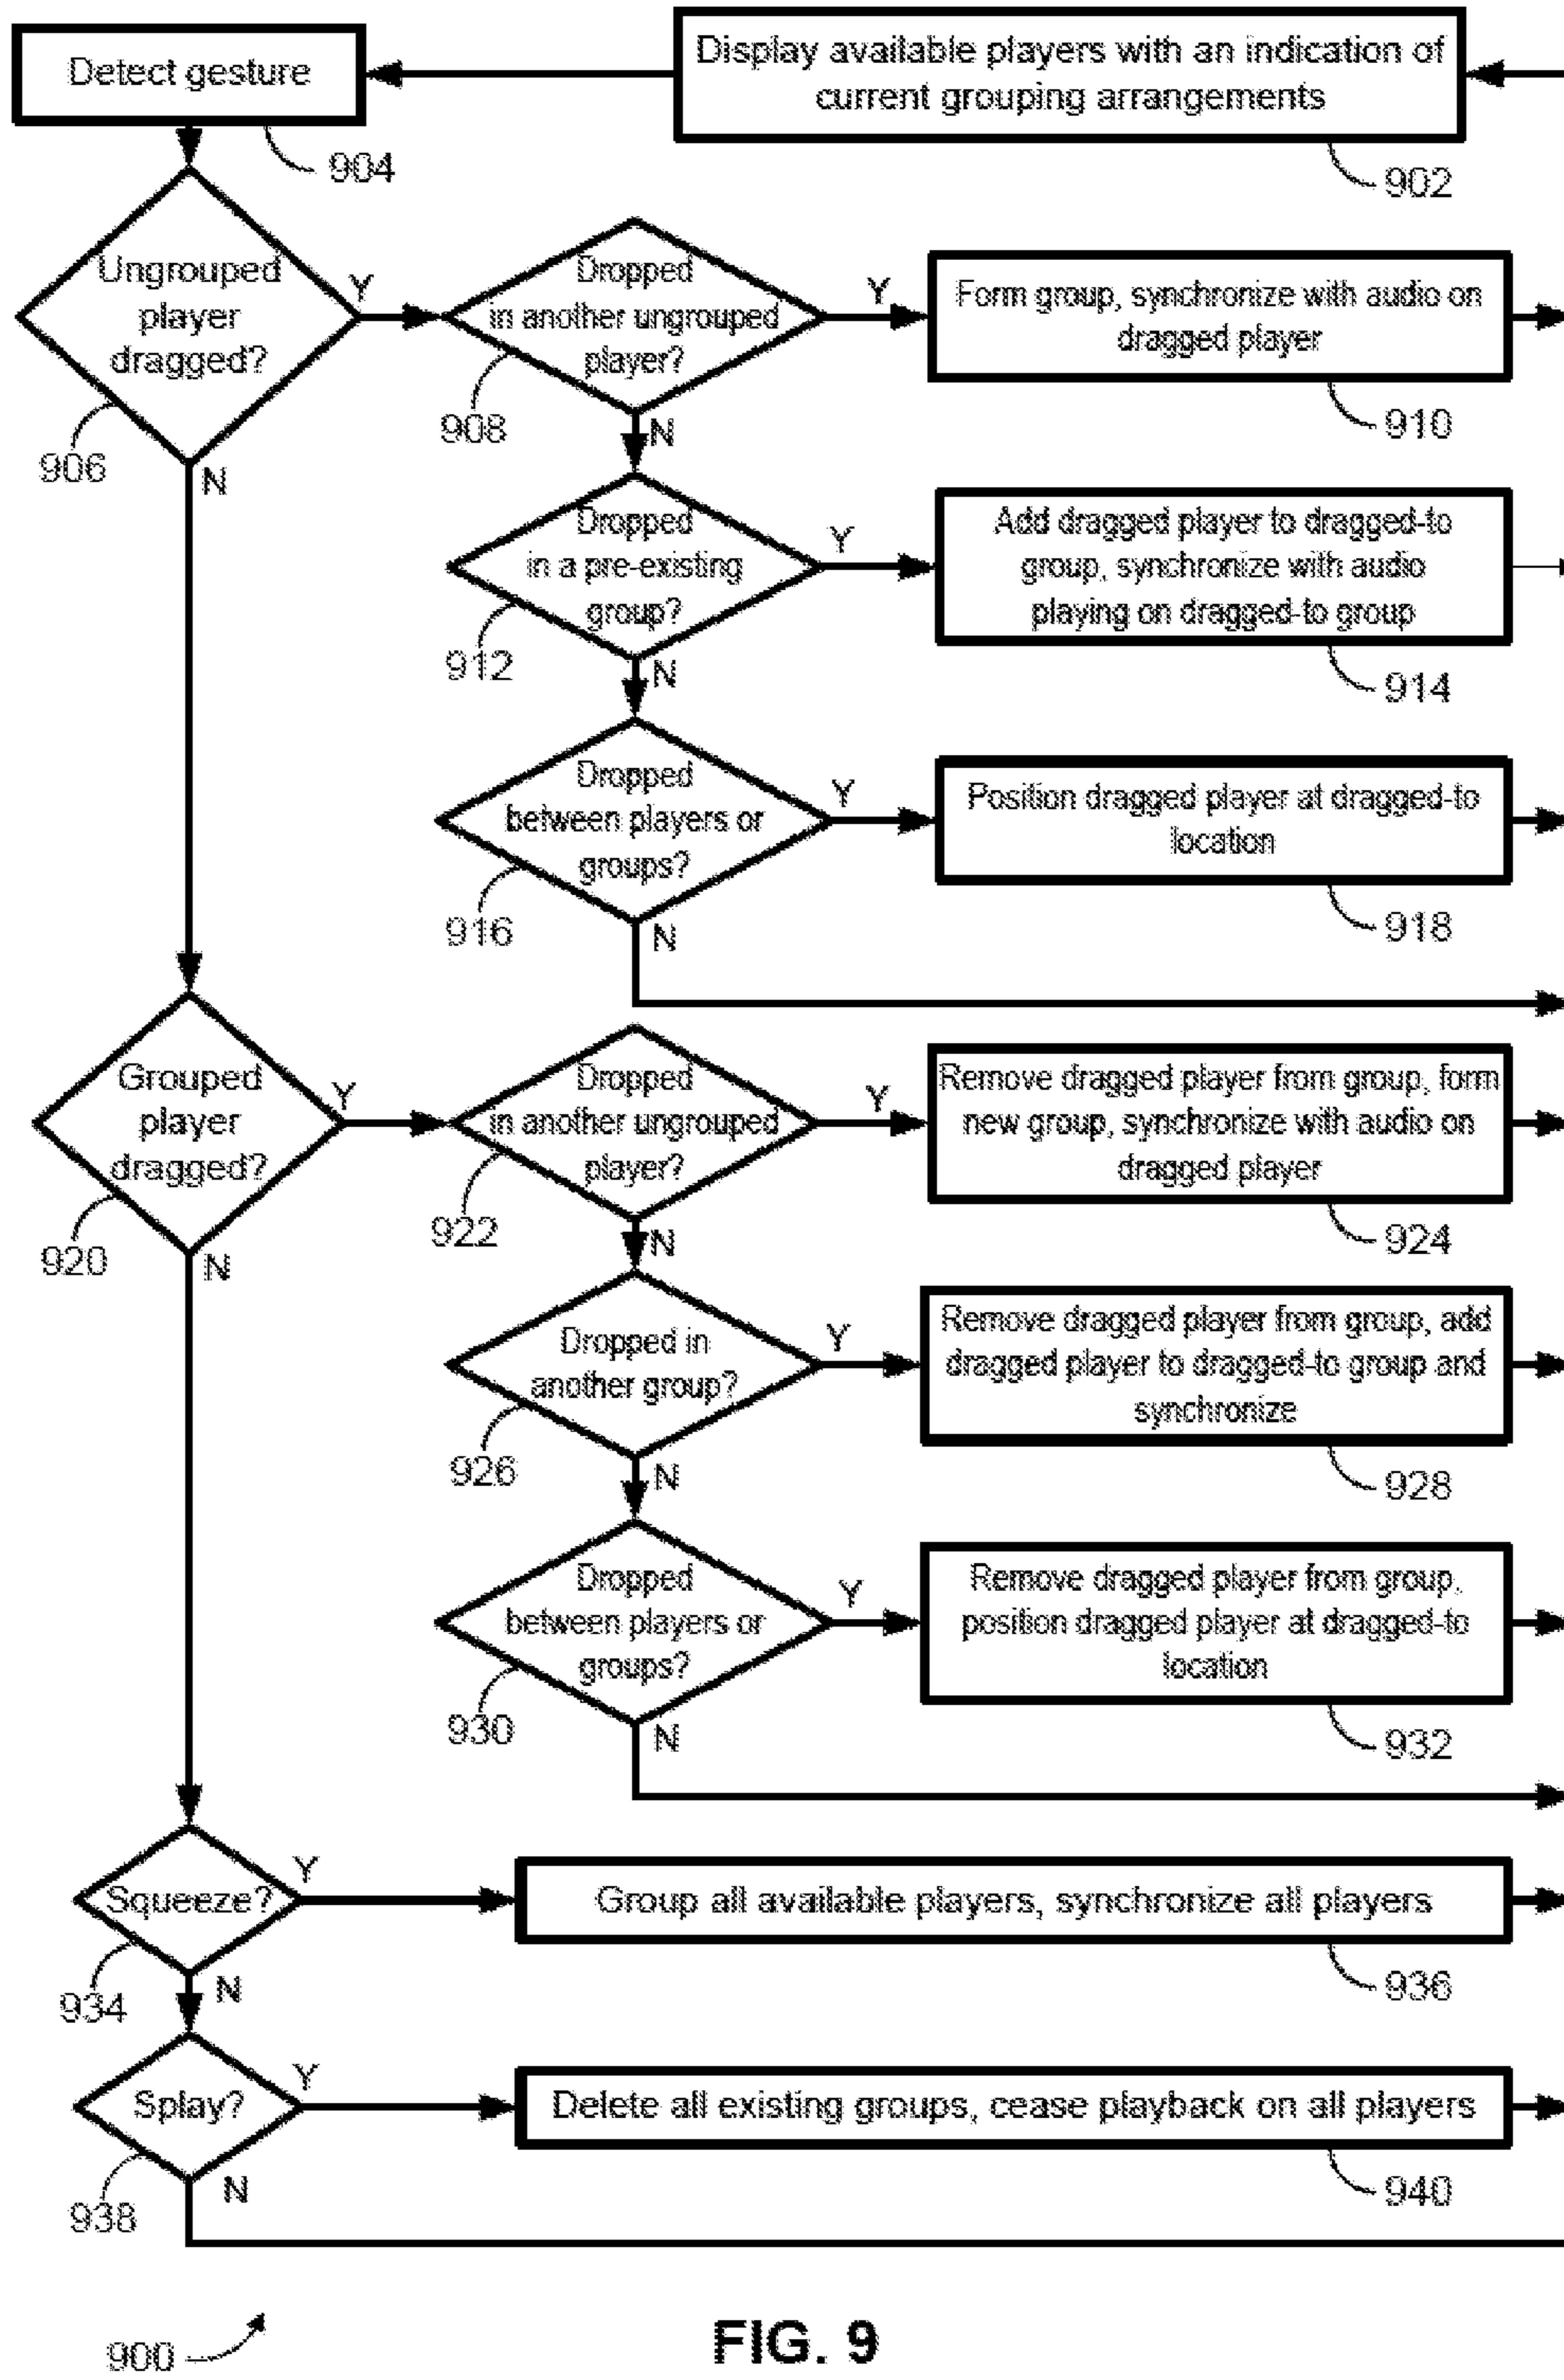 Detect gesture
904
Display available players with an indication of
current grouping arrangements
902
Ungrouped
player
dragged?
906
Y
N
Dropped
in another ungrouped
player?
908
Y
N
Form group, synchronize with audio on
dragged player
910
Dropped
in a pre-existing
group?
912
Y
N
Add dragged player to dragged-to
group, synchronize with audio
playing on dragged-to group
914
Dropped
between players or
groups?
916
Y
N
Position dragged player at dragged-to
location
918
Grouped
player
dragged?
920
Y
N
Dropped
in another ungrouped
player?
922
Y
N
Remove dragged player from group, form
new group, synchronize with audio on
dragged player
924
Dropped in
another group?
926
Y
N
Remove dragged player from group, add
dragged player to dragged-to group and
synchronize
928
Dropped
between players or
groups?
930
Y
N
Remove dragged player from group,
position dragged player at dragged-to
location
932
Squeeze?
934
Y
N
Group all available players, synchronize all players
936
Splay?
938
Y
N
Delete all existing groups, cease playback on all players
940
900
FIG. 9